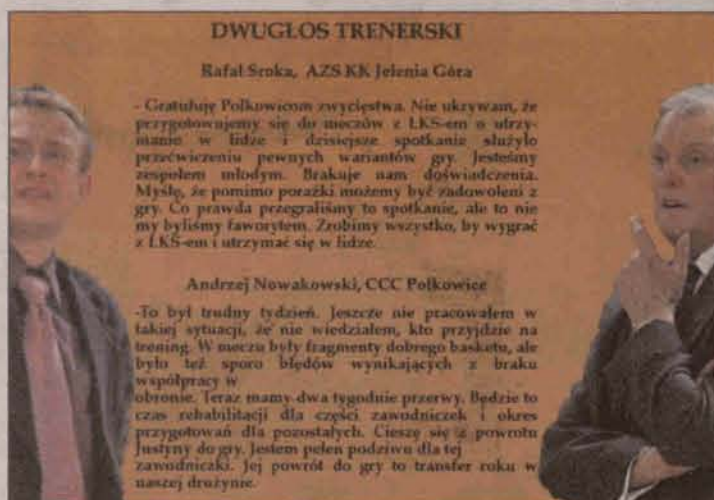 DWUGŁOS TRENERSKI
Rafał Sroka, AZS KK Jelenia Góra
- Gratuluję Polkowicom zwycięstwa. Nie ukrywam, że
przygotowujemy się do meczów z ŁKS-em o utrzy-
manie w lidze i dzisiejsze spotkanie służyło
przećwiczeniu pewnych wariantów gry. Jesteśmy
zespołem młodym. Brakuje nam doświadczenia.
Myślę, że pomimo porażki możemy być zadowoleni z
gry. Co prawda przegraliśmy to spotkanie, ale to nie
my byliśmy faworytem. Zrobimy wszystko, by wygrać
z ŁKS-em i utrzymać się w lidze.
Andrzej Nowakowski, CCC Polkowice
-To był trudny tydzień. Jeszcze nie pracowałem w
takiej sytuacji, że nie wiedziałem, kto przyjdzie na
trening. W meczu były fragmenty dobrego basketu, ale
było też sporo błędów wynikających z braku
współpracy w
obronie. Teraz mamy dwa tygodnie przerwy. Będzie to
czas rehabilitacji dla części zawodniczek i okres
przygotowań dla pozostałych. Cieszę się z powrotu
Justyny do gry. Jestem pełen podziwu dla tej
zawodniczki. Jej powrót do gry to transfer roku w
naszej drużynie.